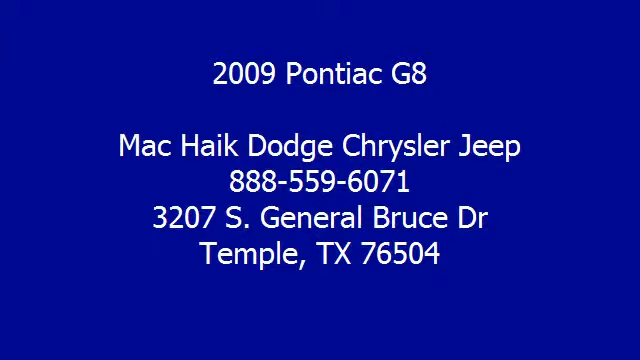 2009 Pontiac G8
Mac Haik Dodge Chrysler Jeep
888-559-6071
3207 S. General Bruce Dr
Temple, TX 76504